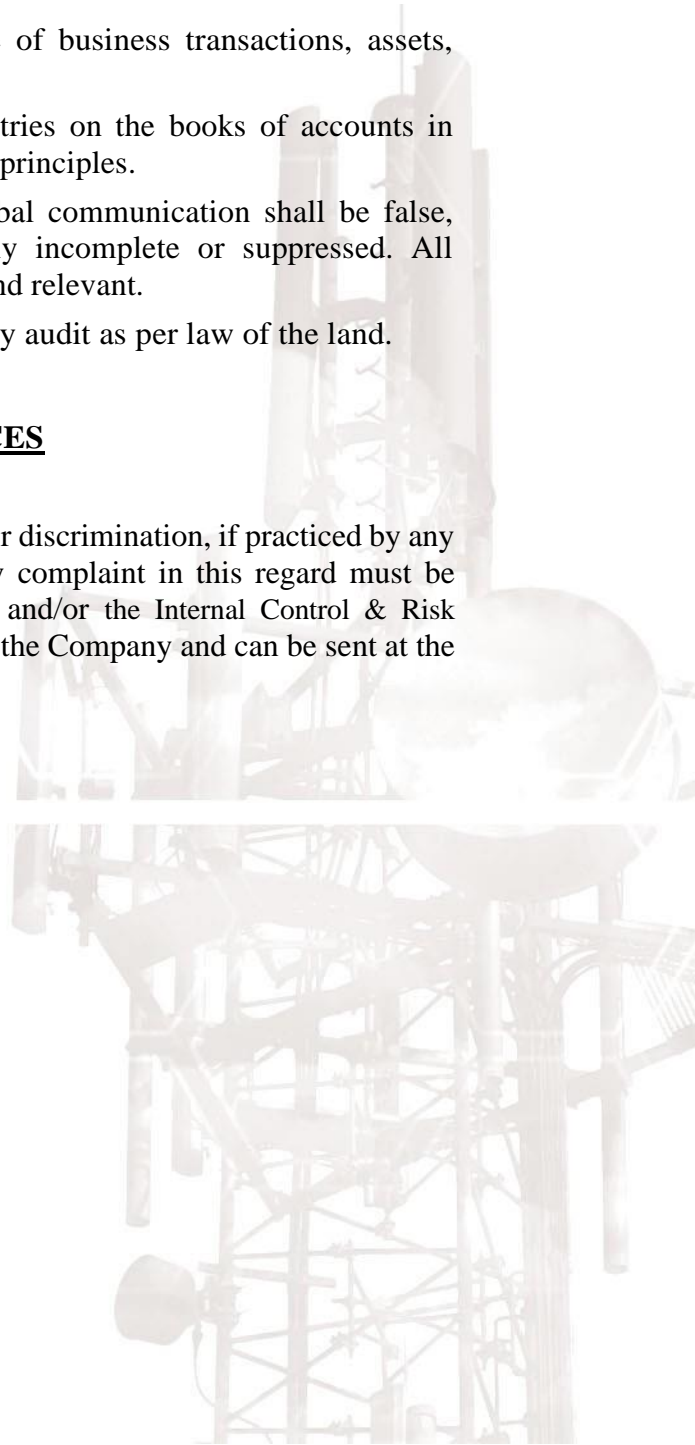 of business transactions, assets,
tries on the books of accounts in
principles.
bal communication shall be false,
y incomplete or suppressed. All
nd relevant.
y audit as per law of the land.
CES
r discrimination, if practiced by any
complaint in this regard must be
and/or the Internal Control & Risk
the Company and can be sent at the